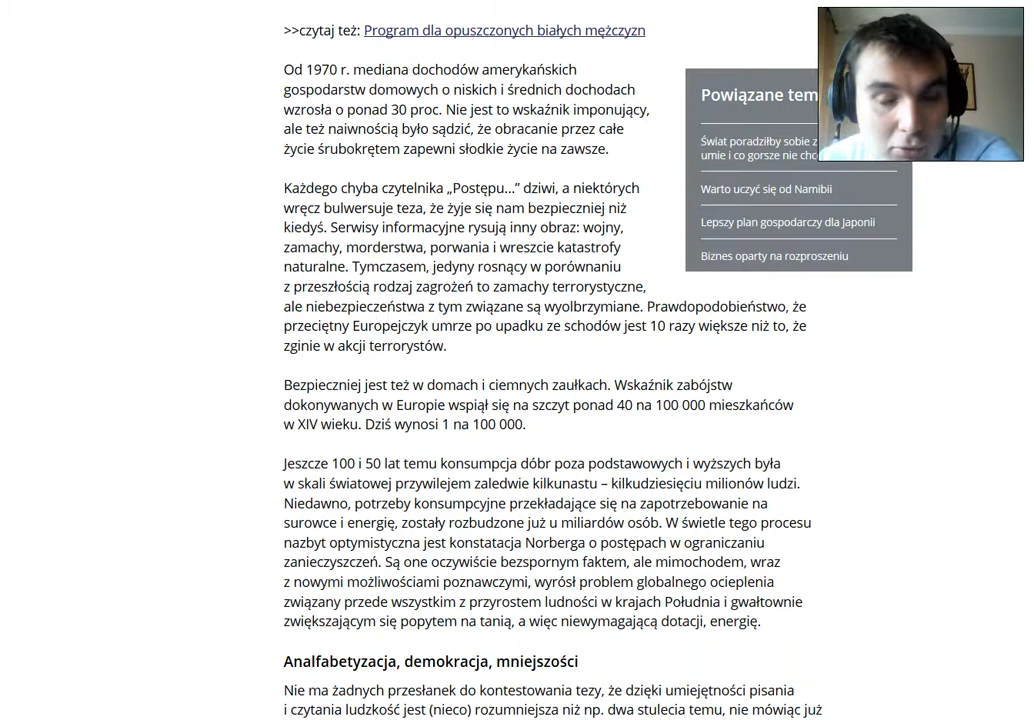 >>czytaj też: Program dla opuszczonych białych mężczyzn
Od 1970 r. mediana dochodów amerykańskich
gospodarstw domowych o niskich i średnich dochodach
wzrosła o ponad 30 proc. Nie jest to wskaźnik imponujący,
ale też naiwnością było sądzić, że obracanie przez całe
życie śrubokrętem zapewni słodkie życie na zawsze.
Każdego chyba czytelnika „Postępu...” dziwi, a niektórych
wręcz bulwersuje teza, że żyje się nam bezpieczniej niż
kiedyś. Serwisy informacyjne rysują inny obraz: wojny,
zamachy, morderstwa, porwania i wreszcie katastrofy
naturalne. Tymczasem, jedyny rosnący w porównaniu
z przeszłością rodzaj zagrożeń to zamachy terrorystyczne,
ale niebezpieczeństwa z tym związane są wyolbrzymiane. Prawdopodobieństwo, że
przeciętny Europejczyk umrze po upadku ze schodów jest 10 razy większe niż to, że
zginie w akcji terrorystów.
Bezpieczniej jest też w domach i ciemnych zaułkach. Wskaźnik zabójstw
dokonywanych w Europie wspiął się na szczyt ponad 40 na 100 000 mieszkańców
w XIV wieku. Dziś wynosi 1 na 100 000.
Jeszcze 100 i 50 lat temu konsumpcja dóbr poza podstawowych i wyższych była
w skali światowej przywilejem zaledwie kilkunastu – kilkudziesięciu milionów ludzi.
Niedawno, potrzeby konsumpcyjne przekładające się na zapotrzebowanie na
surowce i energię, zostały rozbudzone już u miliardów osób. W świetle tego procesu
nazbyt optymistyczna jest konstatacja Norberga o postępach w ograniczaniu
zanieczyszczeń. Są one oczywiście bezspornym faktem, ale mimochodem, wraz
z nowymi możliwościami poznawczymi, wyrósł problem globalnego ocieplenia
związany przede wszystkim z przyrostem ludności w krajach Południa i gwałtownie
zwiększającym się popytem na tanią, a więc niewymagającą dotacji, energię.
Analfabetyzacja, demokracja, mniejszości
Nie ma żadnych przesłanek do kontestowania tezy, że dzięki umiejętności pisania
i czytania ludzkość jest (nieco) rozumniejsza niż np. dwa stulecia temu, nie mówiąc już
Powiązane tem
Świat poradziłby sobie z
umie i co gorsze nie chc
Warto uczyć się od Namibii
Lepszy plan gospodarczy dla Japonii
Biznes oparty na rozproszeniu